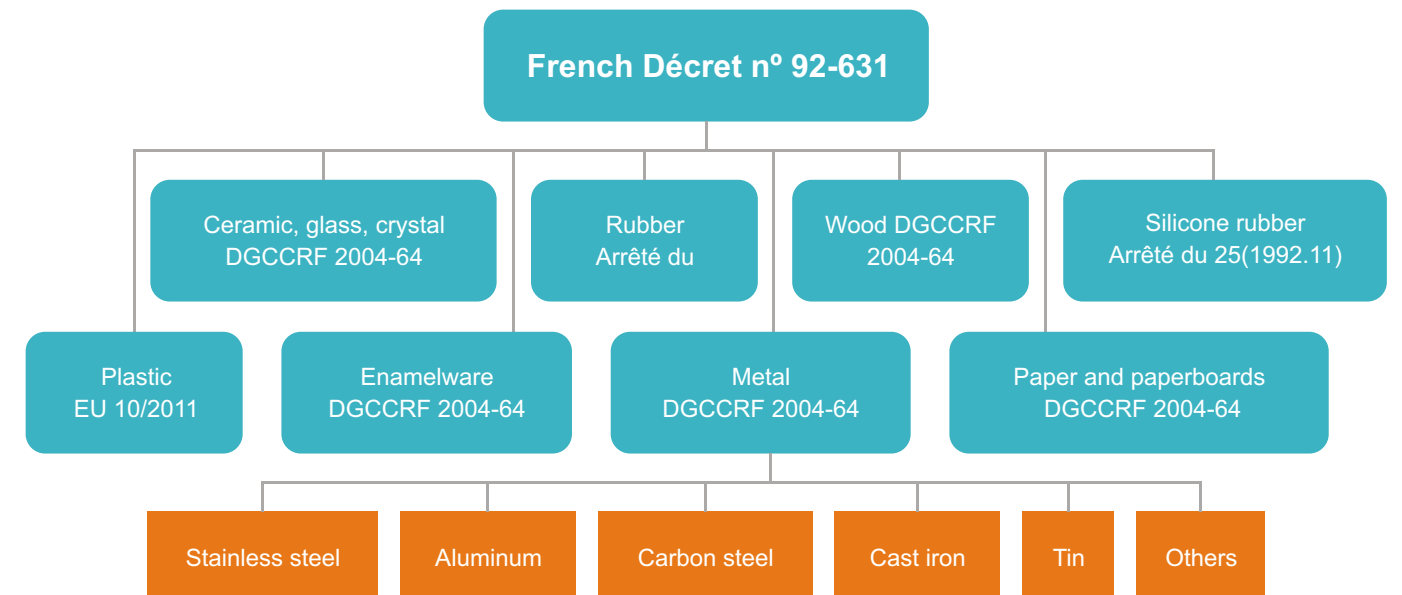 French Décret nº 92-631
Ceramic, glass, crystal
DGCCRF 2004-64
Rubber
Arrêté du
Wood DGCCRF
2004-64
Silicone rubber
Arrêté du 25(1992.11)
Plastic
EU 10/2011
Enamelware
DGCCRF 2004-64
Metal
DGCCRF 2004-64
Paper and paperboards
DGCCRF 2004-64
Stainless steel
Aluminum
Carbon steel
Cast iron
Tin
Others